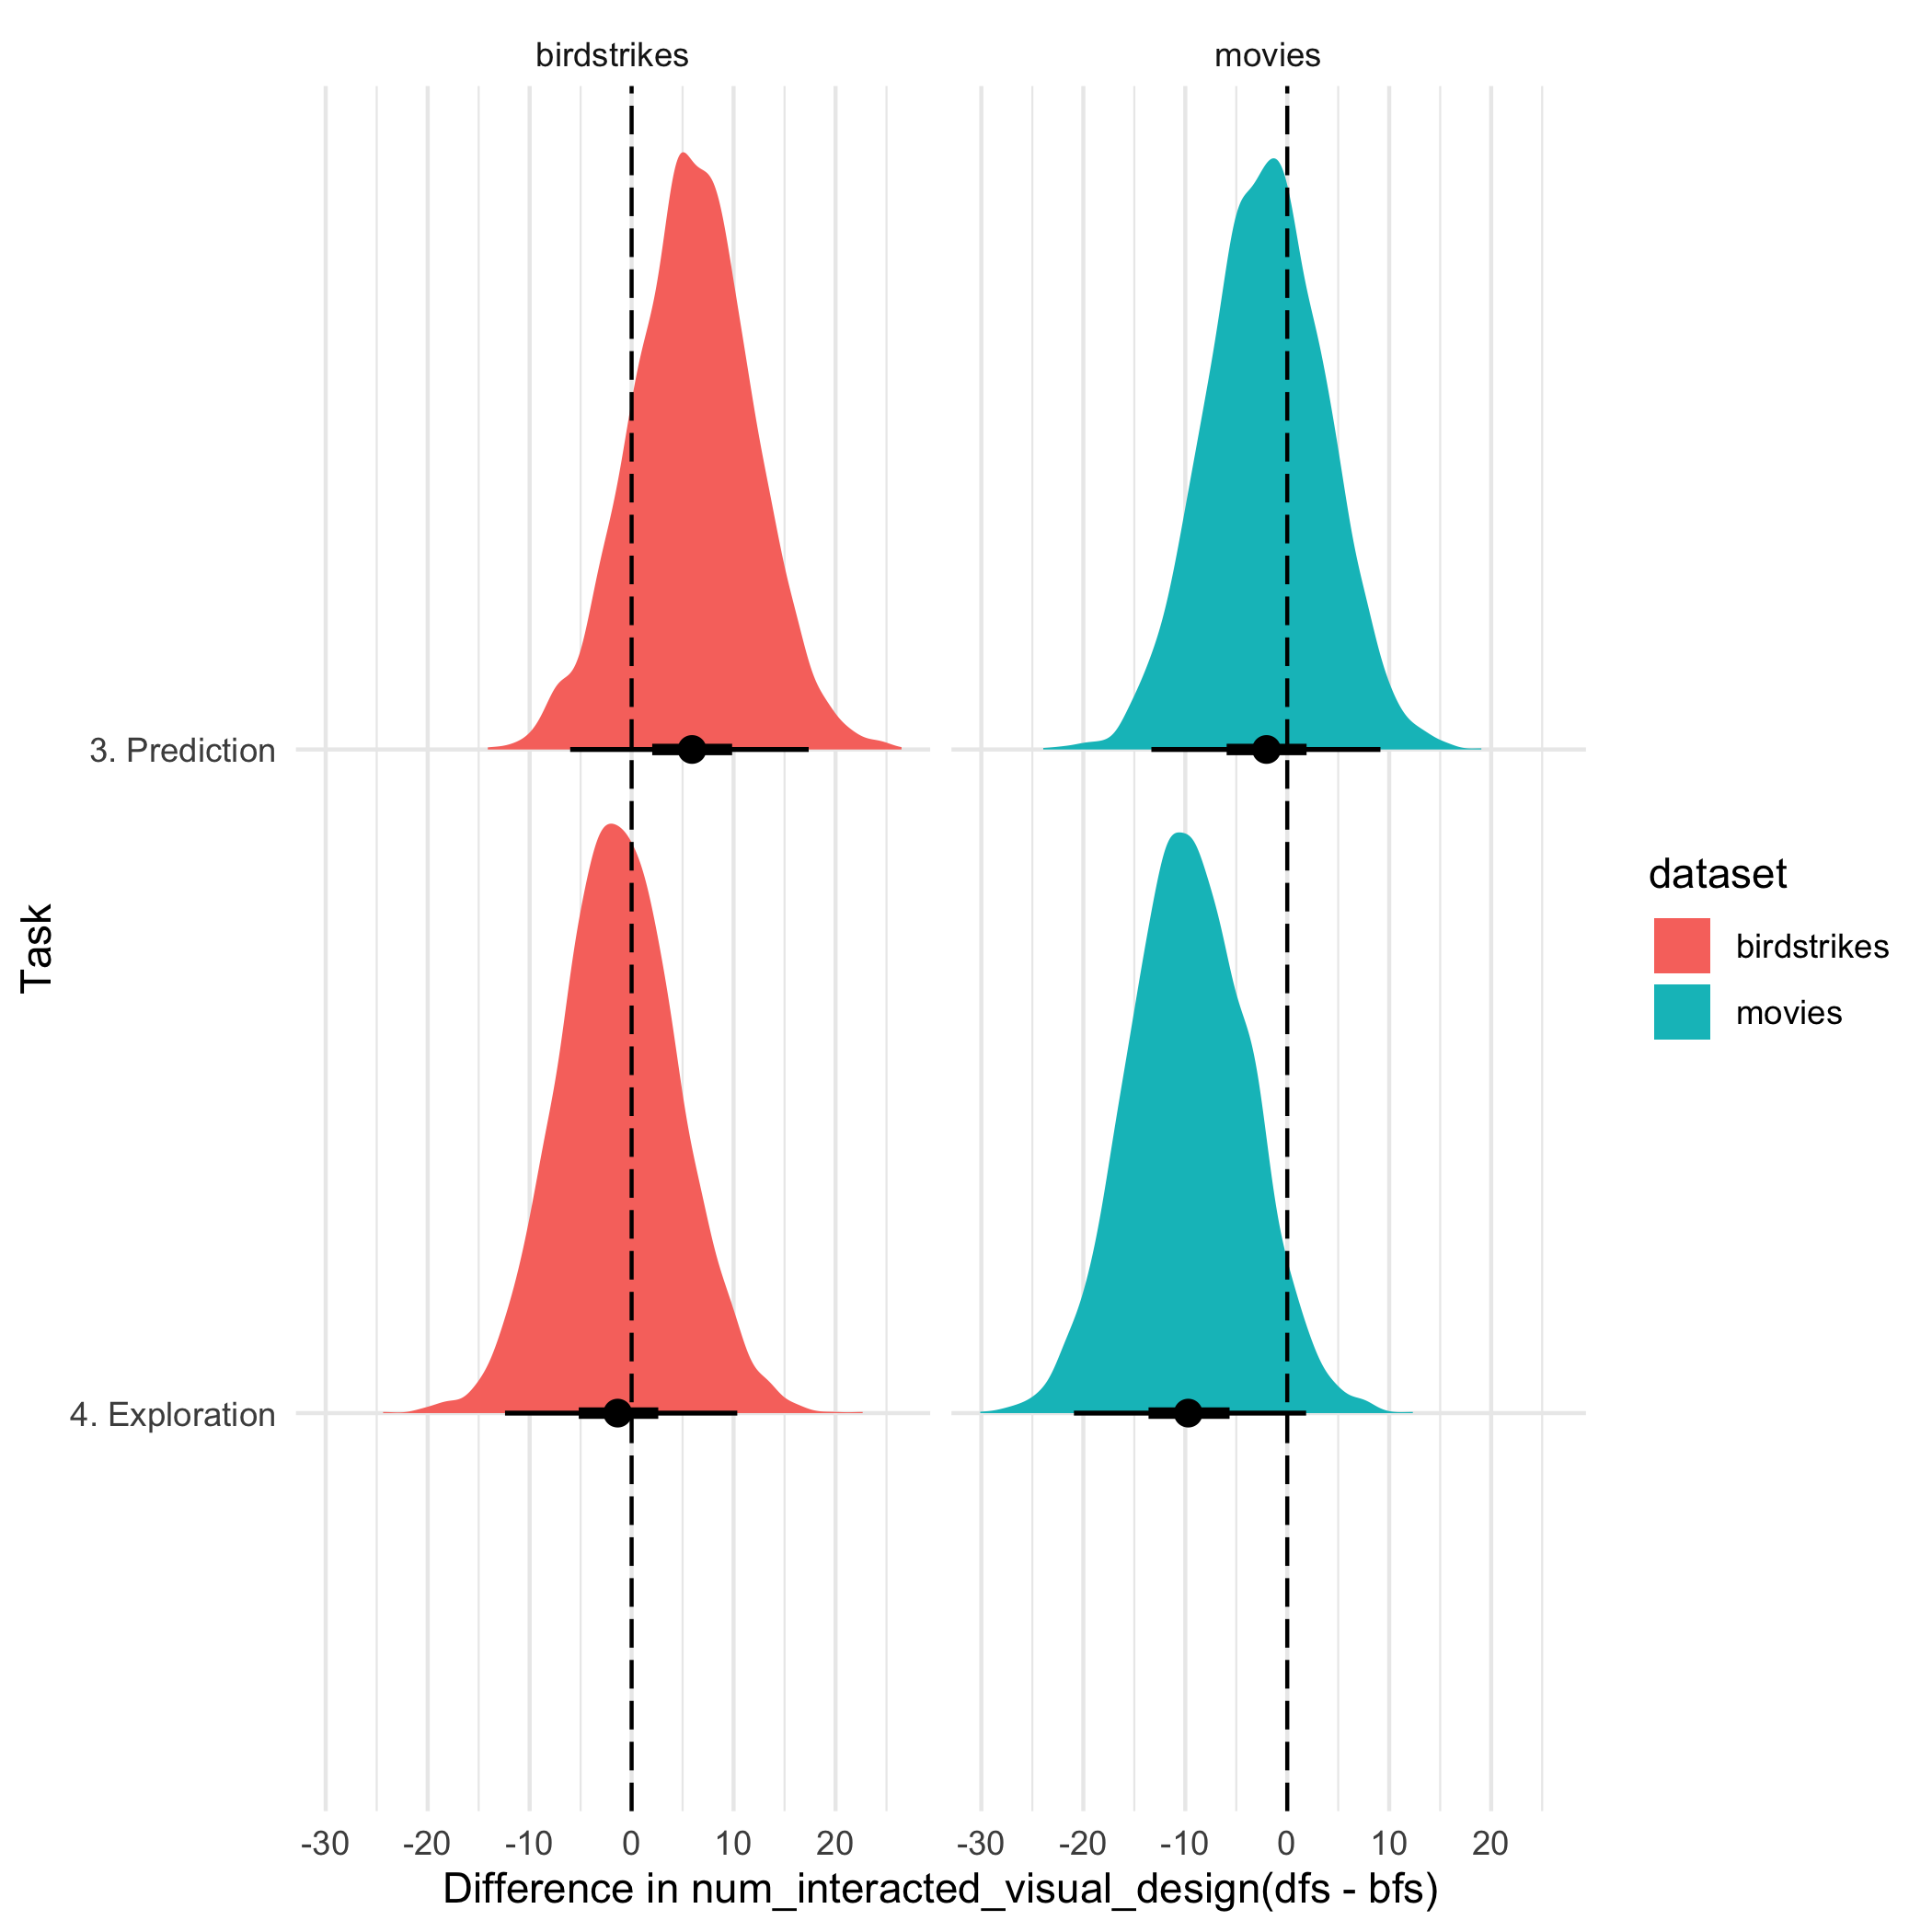 birdstrikes
movies
3. Prediction
4. Exploration
Task
-30 -20 -10 0 10 20
-30 -20 -10 0 10 20
Difference in num_interacted_visual_design(dfs - bfs)
dataset
birdstrikes
movies